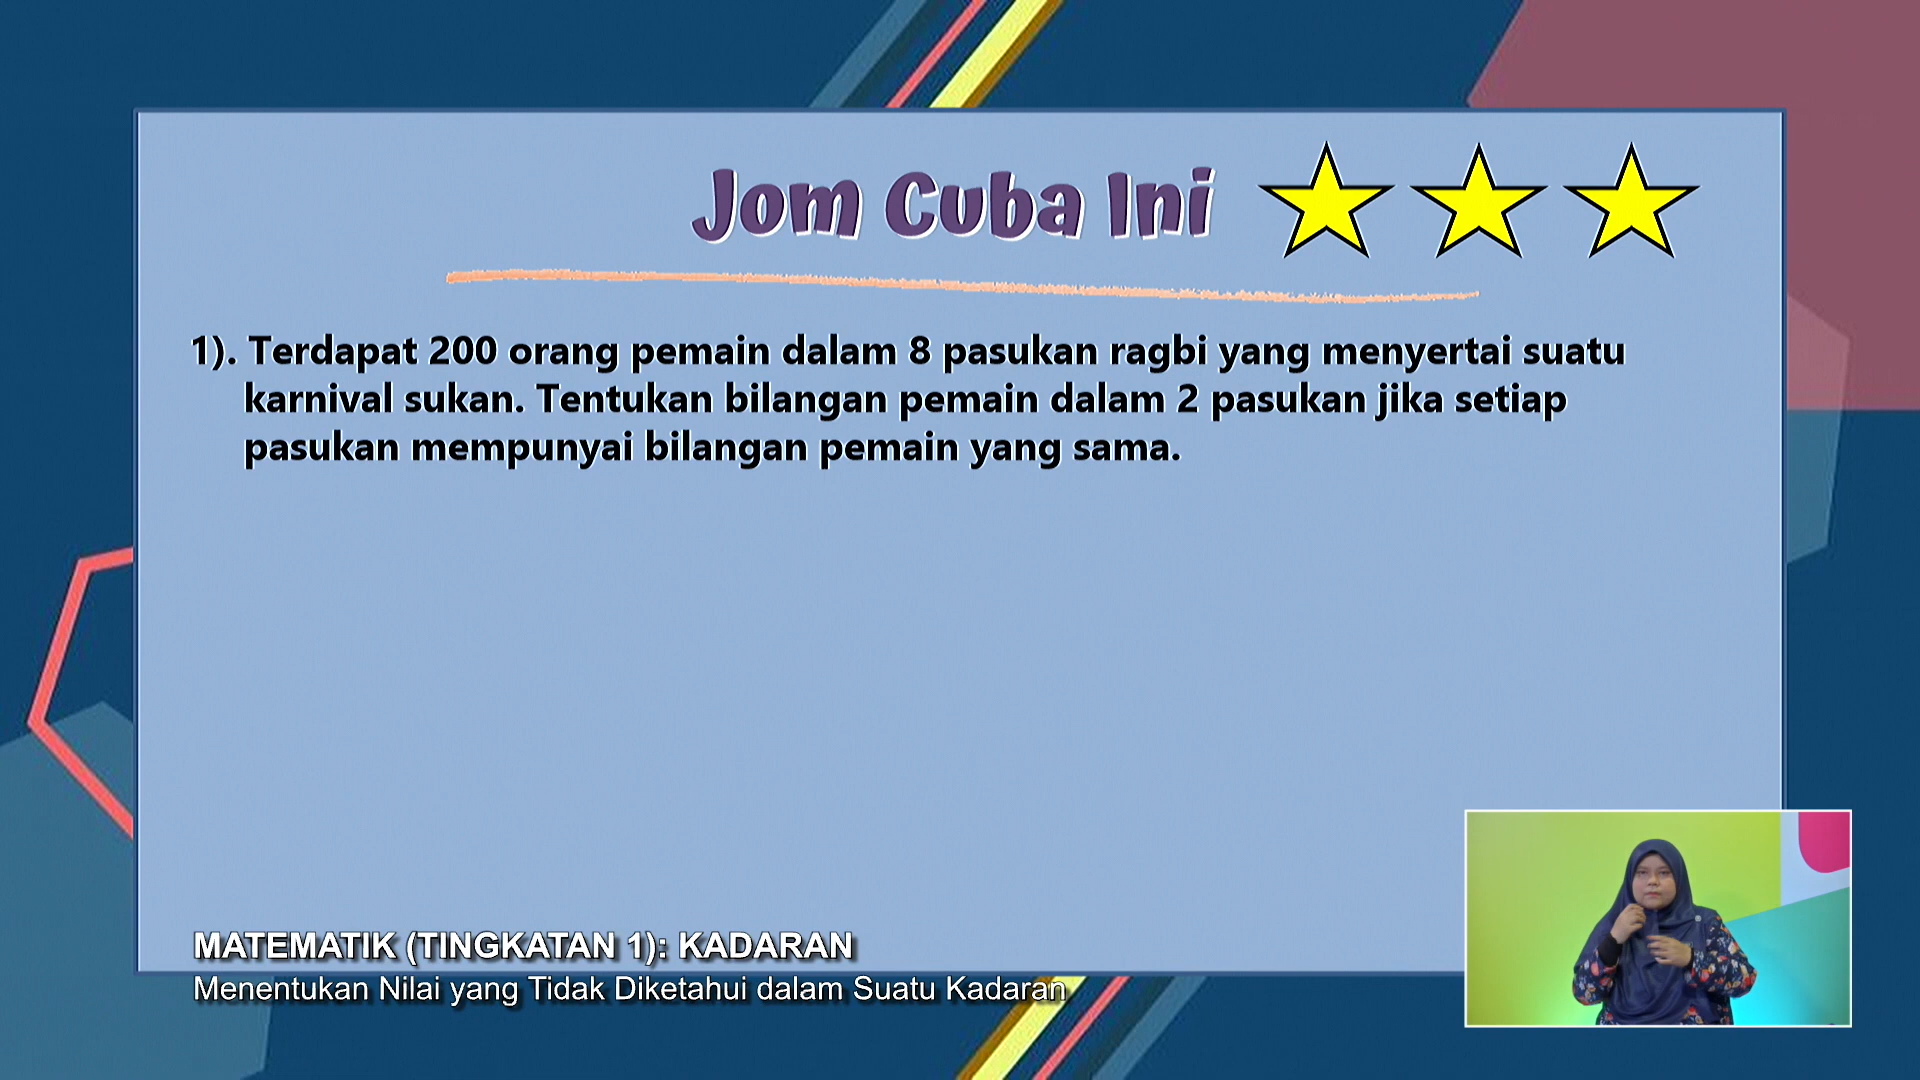 Jom Cuba Ini
1). Terdapat 200 orang pemain dalam 8 pasukan ragbi yang menyertai suatu
karnival sukan. Tentukan bilangan pemain dalam 2 pasukan jika setiap
pasukan mempunyai bilangan pemain yang sama.
MATEMATIK (TINGKATAN 1): KADARAN
Menentukan Nilai yang Tidak Diketahui dalam Suatu Kadaran